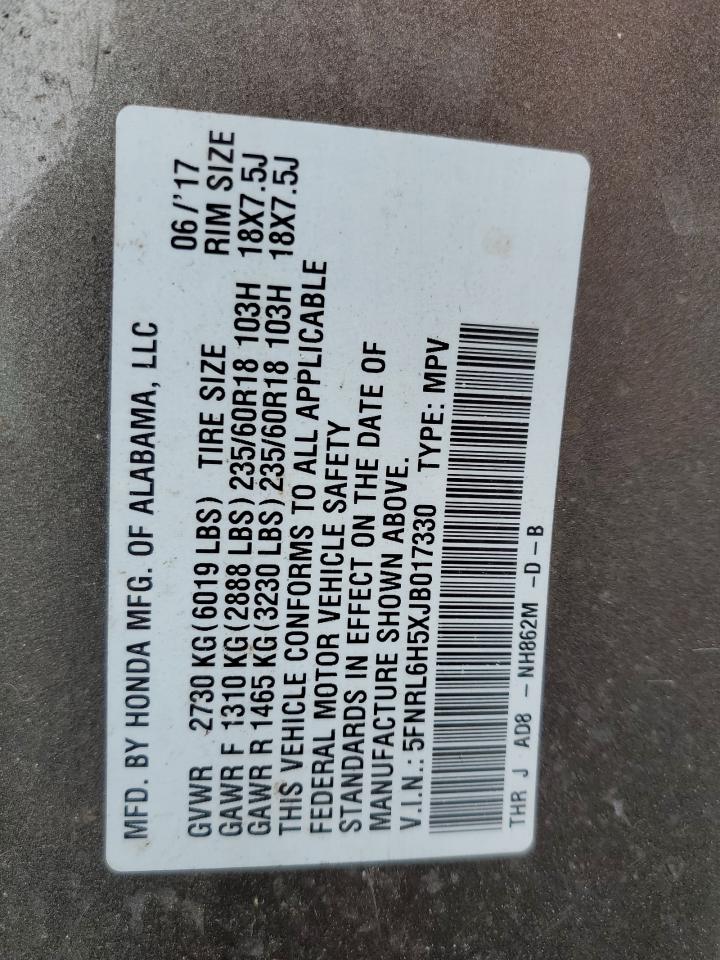 MFD. BY HONDA MFG. OF ALABAMA, LLC
06/'17
GVWR 2730 KG(6019 LBS) TIRE SIZE RIM SIZE
GAWR F 1310 KG(2888 LBS)235/60R18 103H 18X7.5J
GAWR R 1465 KG(3230 LBS)235/60R18 103H 18X7.5J
THIS VEHICLE CONFORMS TO ALL APPLICABLE
FEDERAL MOTOR VEHICLE SAFETY
STANDARDS IN EFFECT ON THE DATE OF
MANUFACTURE SHOWN ABOVE.
V.I.N.:5FNRL6H5XJB017330 TYPE: MPV
THR J AD8 - NH862M -D-B